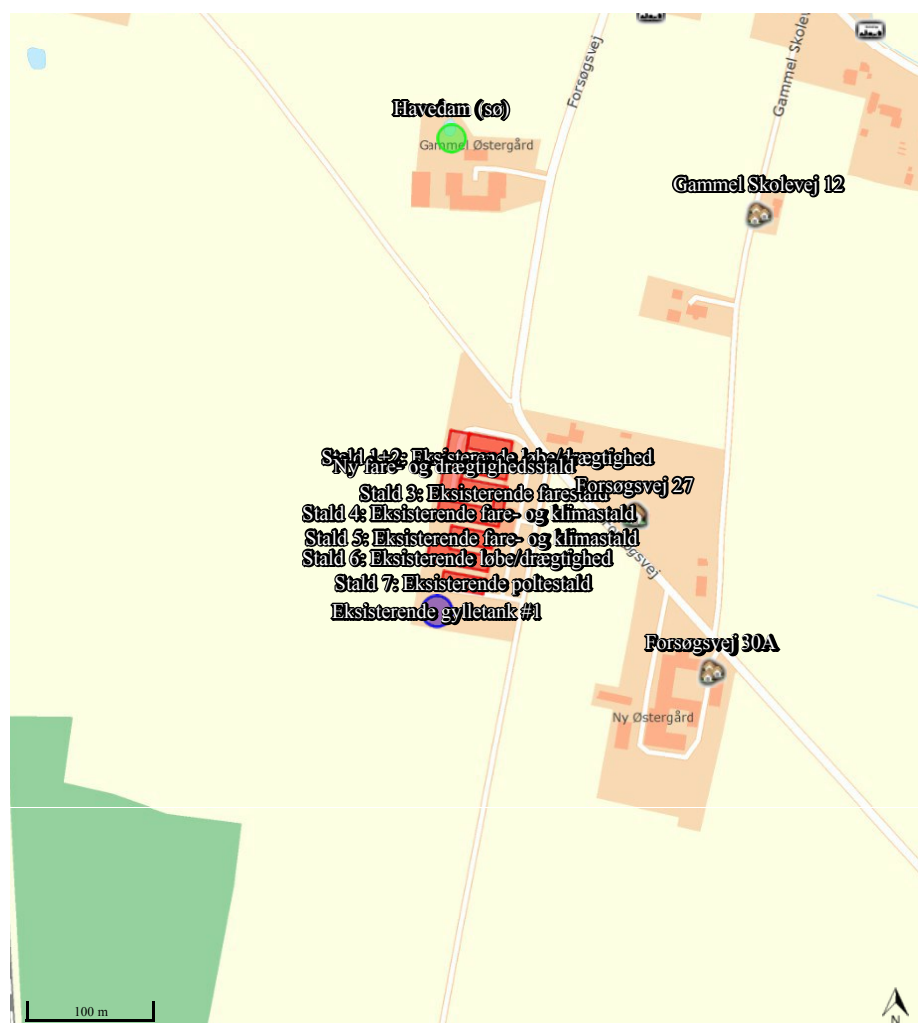 Forsøgsvej
Gammel Skolevej
Havedam (sø)
Gammel Østergård
Gammel Skolevej 12
Stald 1+2: Eksisterende løbe/drægtighed
Ny fare- og drægtighedsstald
Forsøgsvej 27
Stald 3: Eksisterende farestald
Stald 4: Eksisterende fare- og klimastald
Stald 5: Eksisterende fare- og klimastald
Forsøgsvej
Stald 6: Eksisterende løbe/drægtighed
Stald 7: Eksisterende poltestald
Eksisterende gylletank #1
Forsøgsvej 30A
Ny Østergård
100 m
N